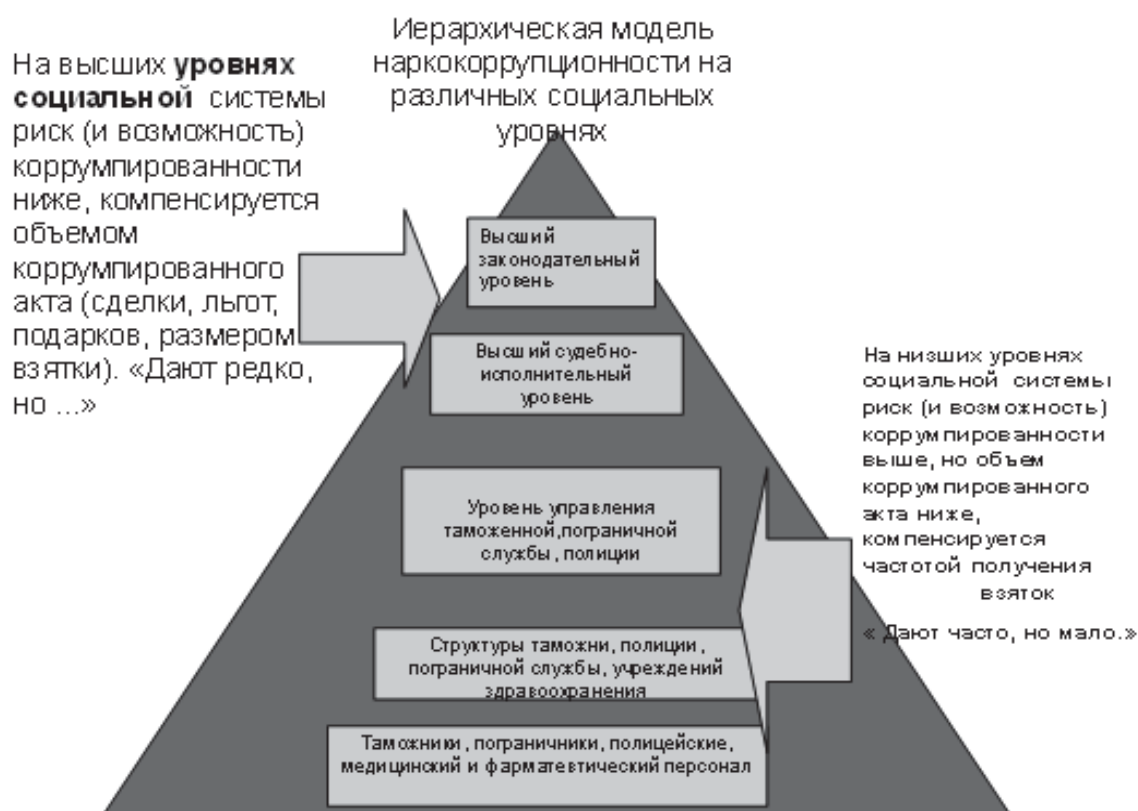 Иерархическая модель
наркокоррупционности на
различных социальных
уровнях
На высших уровнях
социальной системы
риск (и возможность)
коррумпированности
ниже, компенсируется
объемом
коррумпированного
акта (сделки, льгот,
подарков, размером
взятки). «Дают редко,
но ...»
Высший
законодательный
уровень
Высший судебно-
исполнительный
уровень
Уровень управления
таможенной,пограничной
службы, полиции
Структуры таможни, полиции,
пограничной службы, учреждений
здравоохранения
Таможники, пограничники, полицейские,
медицинский и фарматевтический персонал
На низших уровнях
социальной системы
риск (и возможность)
коррумпированности
выше, но объем
коррумпированного
акта ниже,
компенсируется
частотой получения
взяток
« Дают часто, но мало.»